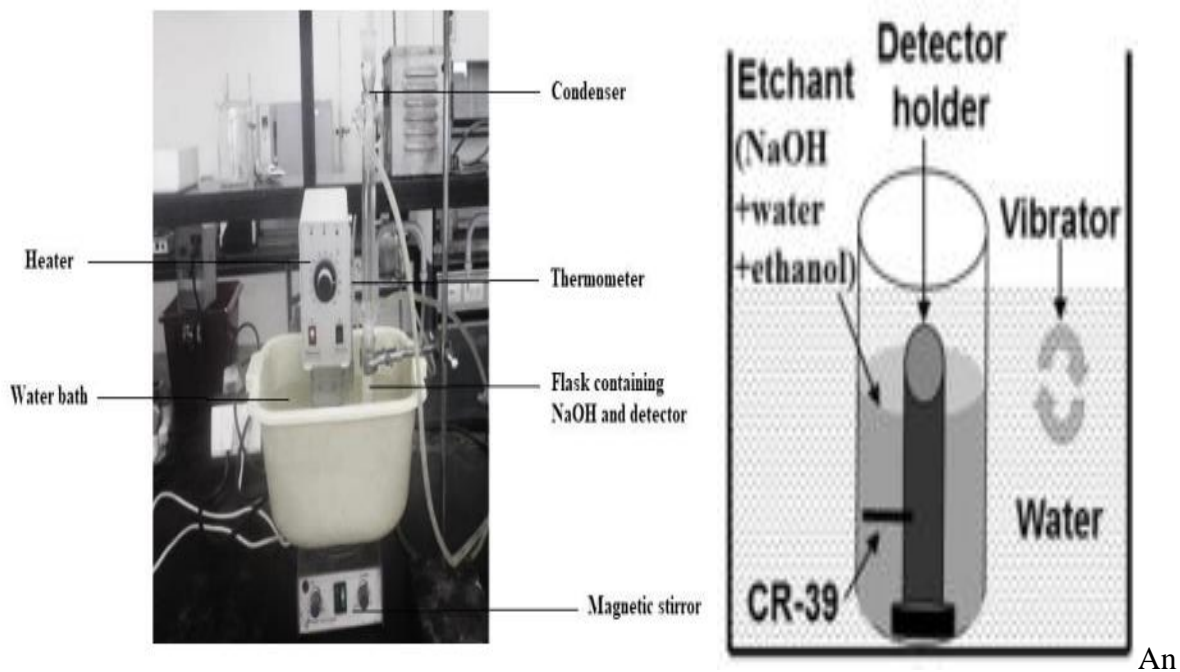 Condenser
Heater
Thermometer
Water bath
Flask containing
NaOH and detector
Magnetic stirror
Detector
holder
Etchant
(NaOH
+water
+ethanol)
Vibrator
Water
CR-39
An